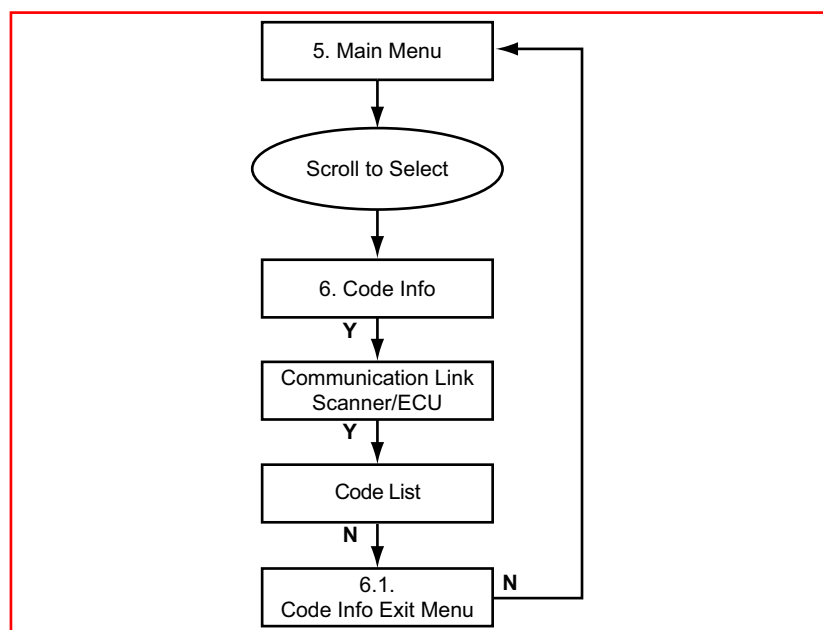 5. Main Menu
Scroll to Select
6. Code Info
Y
Communication Link
Scanner/ECU
Y
Code List
N
6.1.
Code Info Exit Menu
N